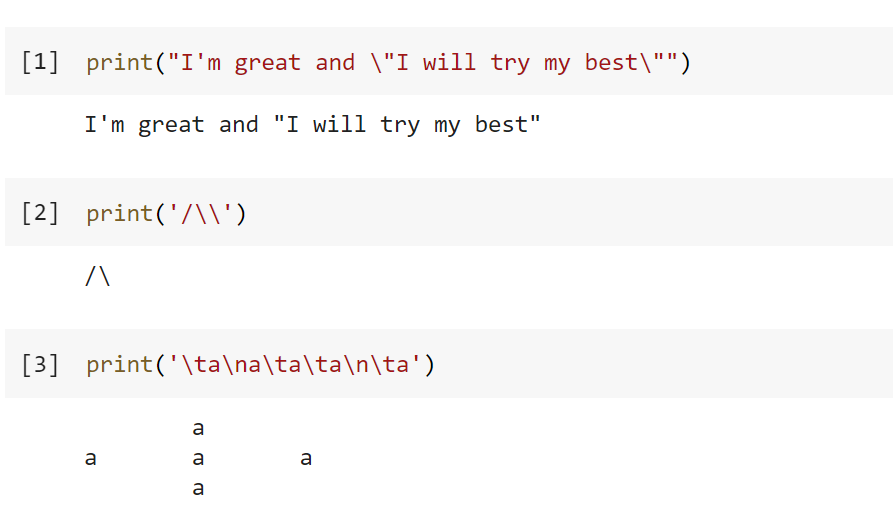 [1] print("I'm great and \"I will try my best\"")
I'm great and "I will try my best"
[2] print('/\\')
/\
[3] print('\ta\na\ta\ta\n\ta')
        a
a       a       a
        a